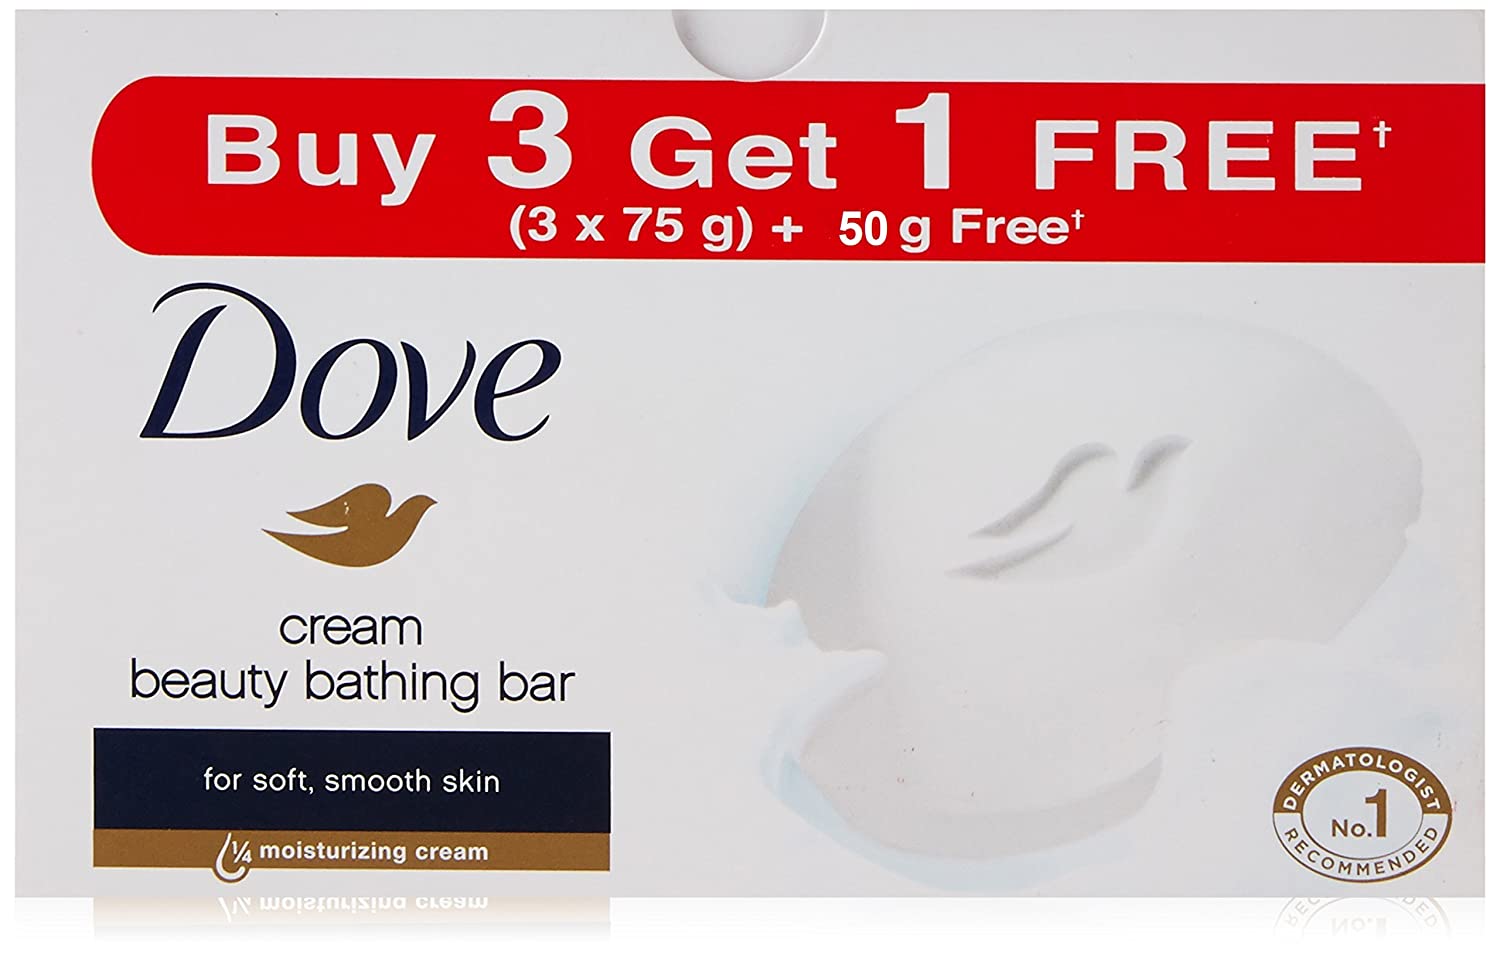 Buy 3 Get 1 FREE†
(3 x 75 g) + 50 g Free†
Dove
cream
beauty bathing bar
for soft, smooth skin
¼ moisturizing cream
DERMATOLOGIST
No.1
RECOMMENDED